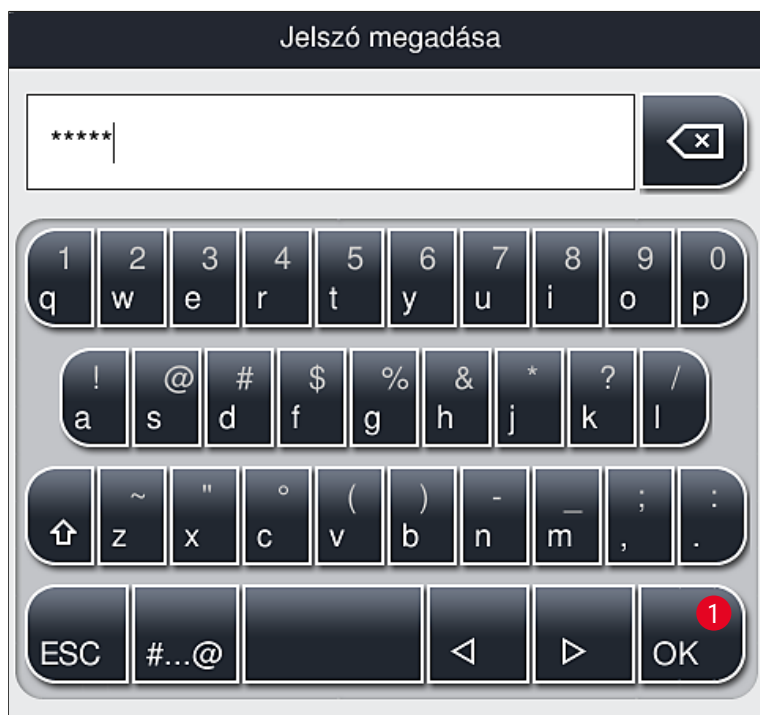 Jelszó megadása
*****
1 2 3 4 5 6 7 8 9 0
q w e r t y u i o p
! @ # $ % & * ? /
a s d f g h j k l
~ " ° ( ) - _ ; :
z x c v b n m , .
1
ESC #...@ OK